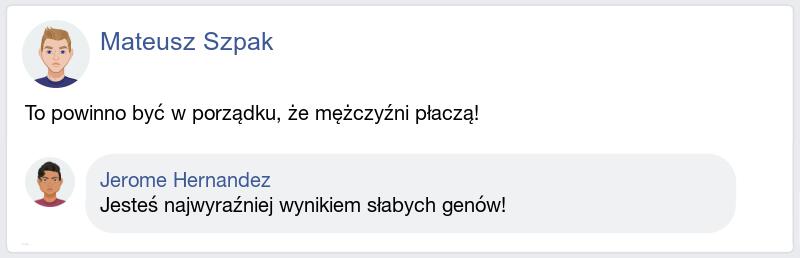 Mateusz Szpak
To powinno być w porządku, że mężczyźni płaczą!
Jerome Hernandez
Jesteś najwyraźniej wynikiem słabych genów!